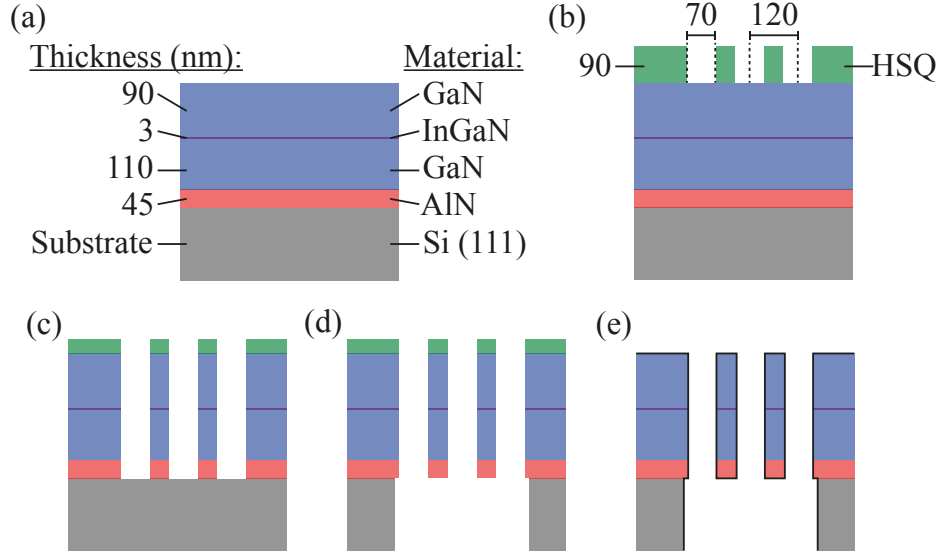 (a)
Thickness (nm): Material:
90 GaN
3 InGaN
110 GaN
45 AlN
Substrate Si (111)
(b)
70 120
90 HSQ
(c)
(d)
(e)